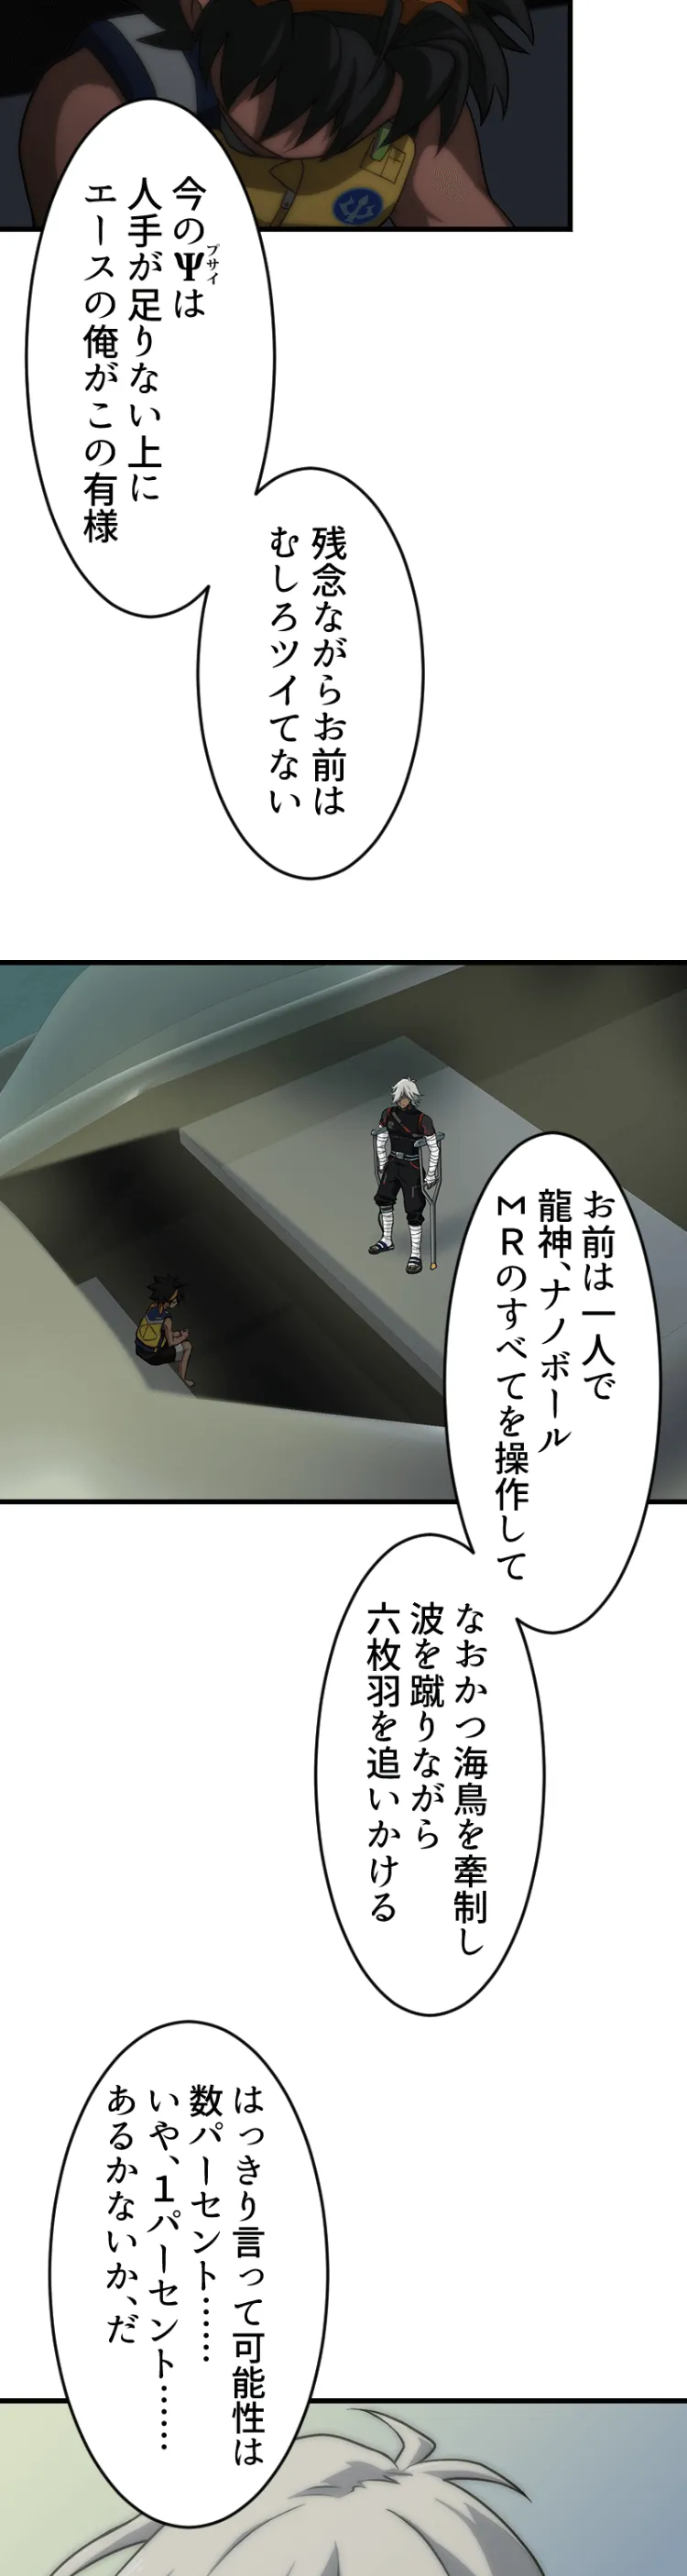 今のΨは
プサイ
人手が足りない上に
エースの俺がこの有様
残念ながらお前は
むしろツイてない
お前は一人で
龍神、ナノボール
ＭＲのすべてを操作して
なおかつ海鳥を牽制し
波を蹴りながら
六枚羽を追いかける
はっきり言って可能性は
数パーセント……
いや、１パーセント……
あるかないか、だ